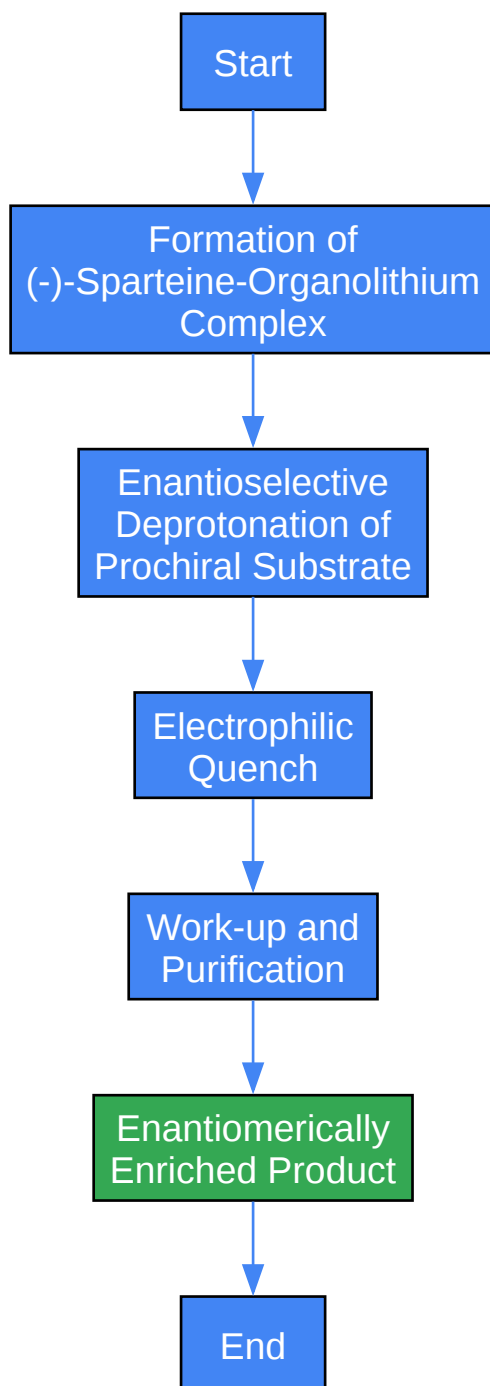 Start
Formation of
(-)-Sparteine-Organolithium
Complex
Enantioselective
Deprotonation of
Prochiral Substrate
Electrophilic
Quench
Work-up and
Purification
Enantiomerically
Enriched Product
End